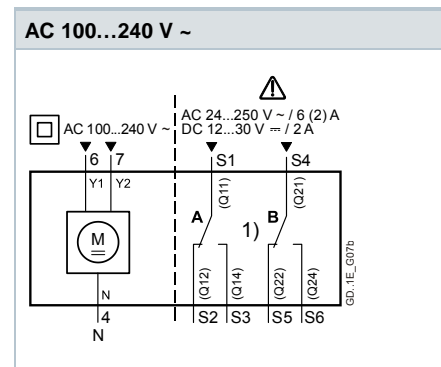 AC 100…240 V ~
AC 24...250 V ~ / 6 (2) A
AC 100...240 V ~ DC 12...30 V ⎓ / 2 A
6 7 S1 S4
Y1 Y2 (Q11) (Q21)
A 1) B
M
(Q12) (Q14) (Q22) (Q24)
N
4 S2 S3 S5 S6
N
GD..1E_G07b